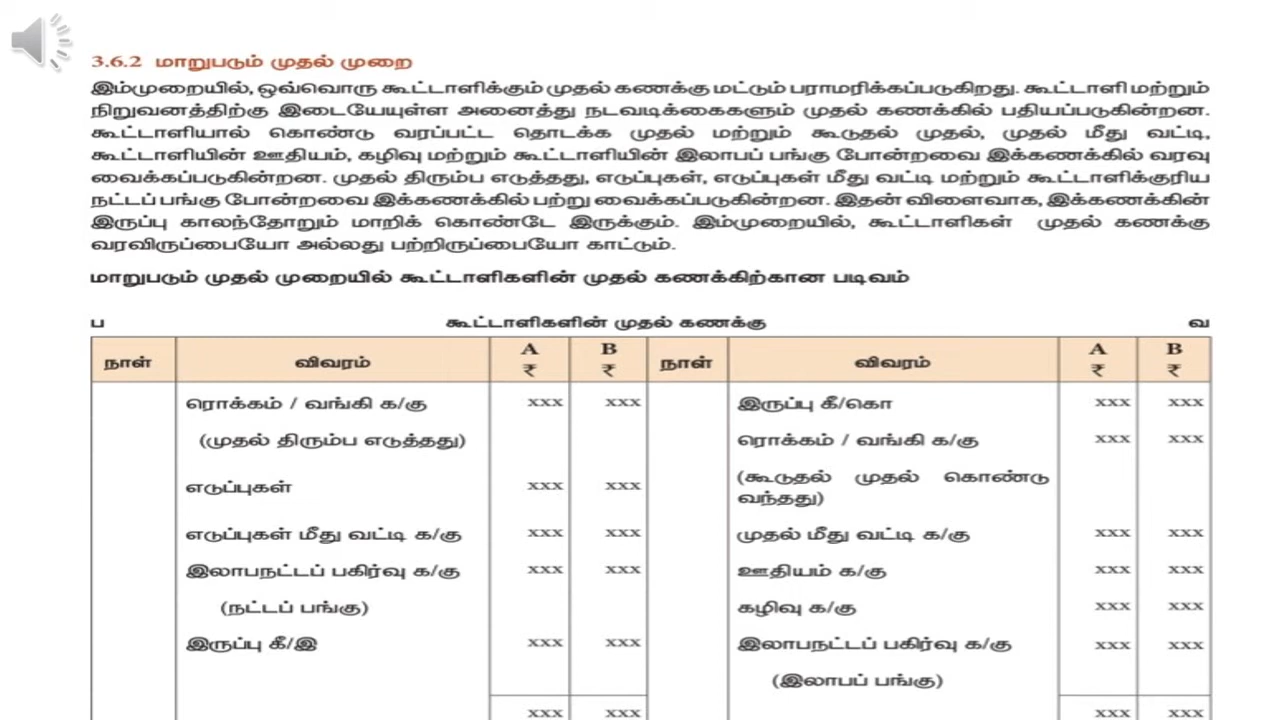 3.6.2 மாறுபடும் முதல் முறை
இம்முறையில், ஒவ்வொரு கூட்டாளிக்கும் முதல் கணக்கு மட்டும் பராமரிக்கப்படுகிறது. கூட்டாளி மற்றும்
நிறுவனத்திற்கு இடையேயுள்ள அனைத்து நடவடிக்கைகளும் முதல் கணக்கில் பதியப்படுகின்றன.
கூட்டாளியால் கொண்டு வரப்பட்ட தொடக்க முதல் மற்றும் கூடுதல் முதல், முதல் மீது வட்டி,
கூட்டாளியின் ஊதியம், கழிவு மற்றும் கூட்டாளியின் இலாபப் பங்கு போன்றவை இக்கணக்கில் வரவு
வைக்கப்படுகின்றன. முதல் திரும்ப எடுத்தது, எடுப்புகள், எடுப்புகள் மீது வட்டி மற்றும் கூட்டாளிக்குரிய
நட்டப் பங்கு போன்றவை இக்கணக்கில் பற்று வைக்கப்படுகின்றன. இதன் விளைவாக, இக்கணக்கின்
இருப்பு காலந்தோறும் மாறிக் கொண்டே இருக்கும். இம்முறையில், கூட்டாளிகள் முதல் கணக்கு
வரவிருப்பையோ அல்லது பற்றிருப்பையோ காட்டும்.
மாறுபடும் முதல் முறையில் கூட்டாளிகளின் முதல் கணக்கிற்கான படிவம்
ப கூட்டாளிகளின் முதல் கணக்கு வ
நாள் விவரம் A ₹ B ₹ நாள் விவரம் A ₹ B ₹
ரொக்கம் / வங்கி க/கு xxx xxx இருப்பு கீ/கொ xxx xxx
(முதல் திரும்ப எடுத்தது) ரொக்கம் / வங்கி க/கு xxx xxx
எடுப்புகள் xxx xxx (கூடுதல் முதல் கொண்டு
வந்தது)
எடுப்புகள் மீது வட்டி க/கு xxx xxx முதல் மீது வட்டி க/கு xxx xxx
இலாபநட்டப் பகிர்வு க/கு xxx xxx ஊதியம் க/கு xxx xxx
(நட்டப் பங்கு) கழிவு க/கு xxx xxx
இருப்பு கீ/இ xxx xxx இலாபநட்டப் பகிர்வு க/கு xxx xxx
(இலாபப் பங்கு)
xxx xxx xxx xxx